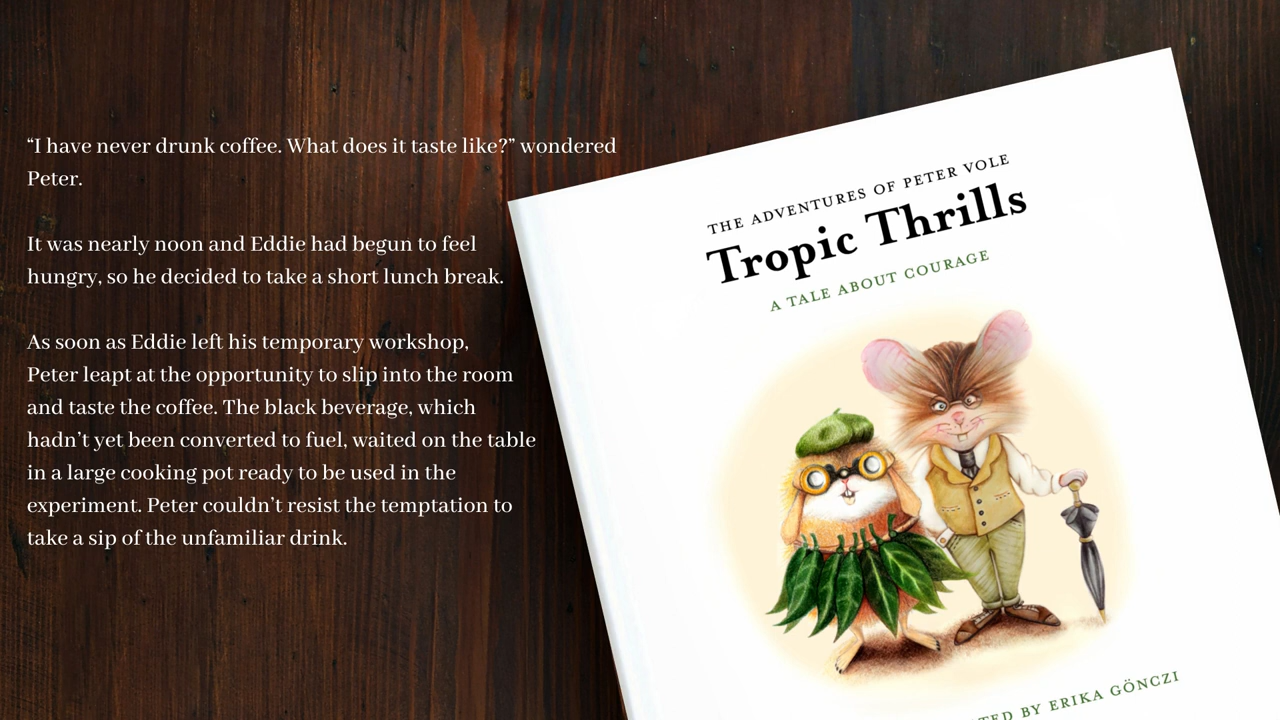 “I have never drunk coffee. What does it taste like?” wondered
Peter.
It was nearly noon and Eddie had begun to feel
hungry, so he decided to take a short lunch break.
As soon as Eddie left his temporary workshop,
Peter leapt at the opportunity to slip into the room
and taste the coffee. The black beverage, which
hadn’t yet been converted to fuel, waited on the table
in a large cooking pot ready to be used in the
experiment. Peter couldn’t resist the temptation to
take a sip of the unfamiliar drink.
THE ADVENTURES OF PETER VOLE
Tropic Thrills
A TALE ABOUT COURAGE
BY ERIKA GÖNCZI